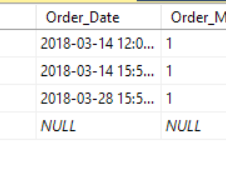 Order_Date Order_M
2018-03-14 12:0... 1
2018-03-14 15:5... 1
2018-03-28 15:5... 1
NULL NULL